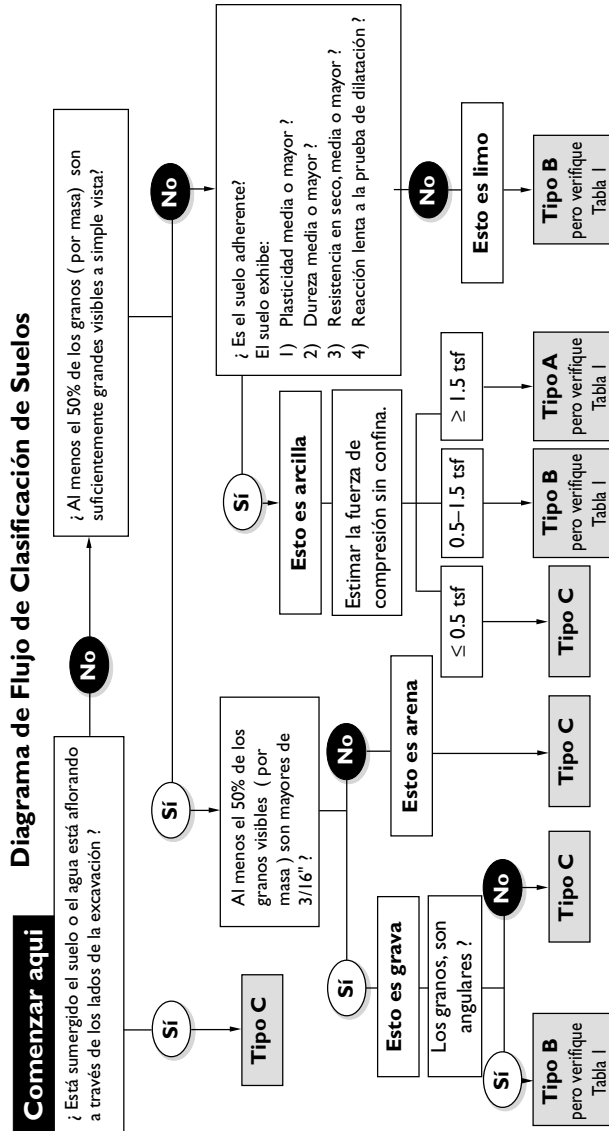 Diagrama de Flujo de Clasificación de Suelos
Comenzar aqui
¿ Está sumergido el suelo o el agua está aflorando
a través de los lados de la excavación ?
No
¿ Al menos el 50% de los granos ( por masa) son
suficientemente grandes visibles a simple vista?
Sí
Tipo C
Sí
No
Al menos el 50% de los
granos visibles ( por
masa ) son mayores de
3/16" ?
¿ Es el suelo adherente?
El suelo exhibe:
1) Plasticidad media o mayor ?
2) Dureza media o mayor ?
3) Resistencia en seco, media o mayor ?
4) Reacción lenta a la prueba de dilatación ?
Sí
No
Sí
No
Esto es grava
Esto es arena
Esto es arcilla
Esto es limo
Los granos, son
angulares ?
Estimar la fuerza de
compresión sin confina.
Sí
No
≤ 0.5 tsf
0.5–1.5 tsf
≥ 1.5 tsf
Tipo B
pero verifique
Tabla I
Tipo C
Tipo C
Tipo C
Tipo B
pero verifique
Tabla I
Tipo A
pero verifique
Tabla I
Tipo B
pero verifique
Tabla I